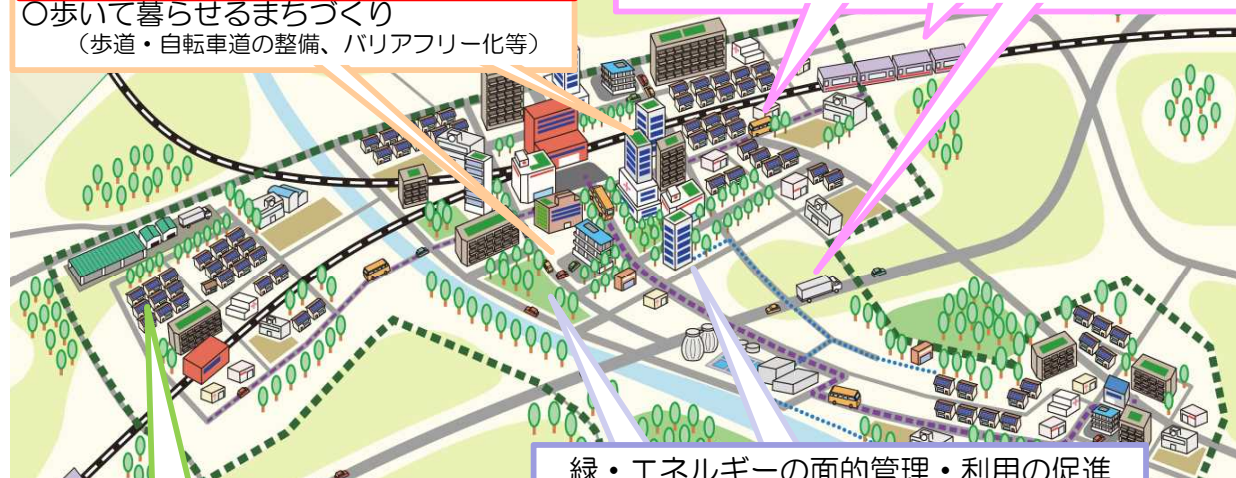 〇歩いて暮らせるまちづくり
（歩道・自転車道の整備、バリアフリー化等）
緑・エネルギーの面的管理・利用の促進